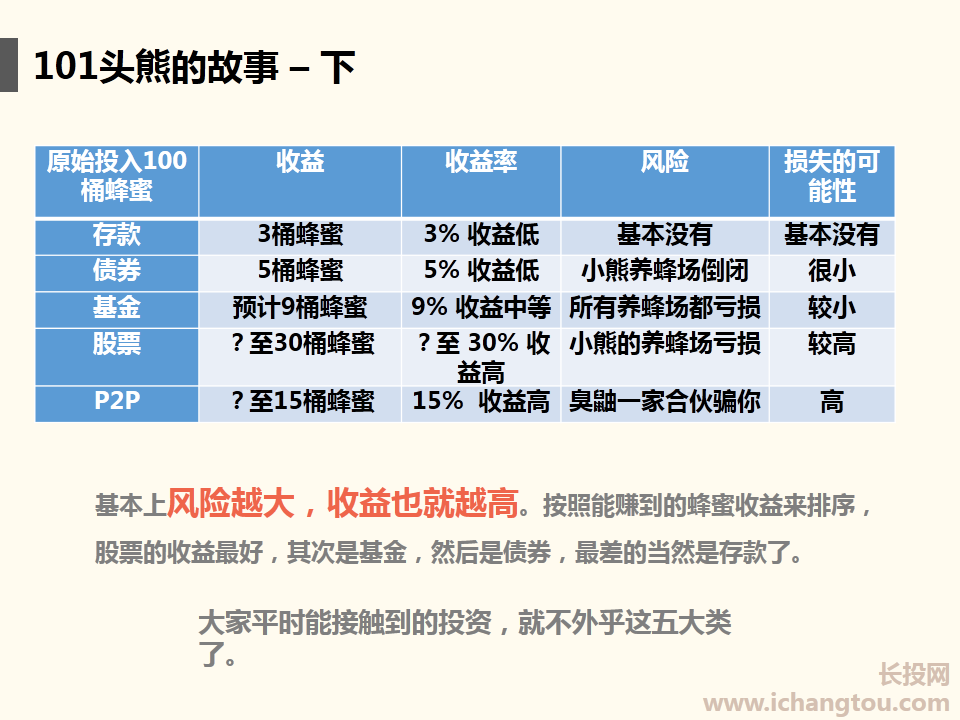 101头熊的故事 – 下
原始投入100
桶蜂蜜
收益
收益率
风险
损失的可
能性
存款
3桶蜂蜜
3% 收益低
基本没有
基本没有
债券
5桶蜂蜜
5% 收益低
小熊养蜂场倒闭
很小
基金
预计9桶蜂蜜
9% 收益中等
所有养蜂场都亏损
较小
股票
？至30桶蜂蜜
？至 30% 收
益高
小熊的养蜂场亏损
较高
P2P
？至15桶蜂蜜
15% 收益高
臭鼬一家合伙骗你
高
基本上风险越大，收益也就越高。按照能赚到的蜂蜜收益来排序，
股票的收益最好，其次是基金，然后是债券，最差的当然是存款了。
大家平时能接触到的投资，就不外乎这五大类
了。
长投网
www.ichangtou.com